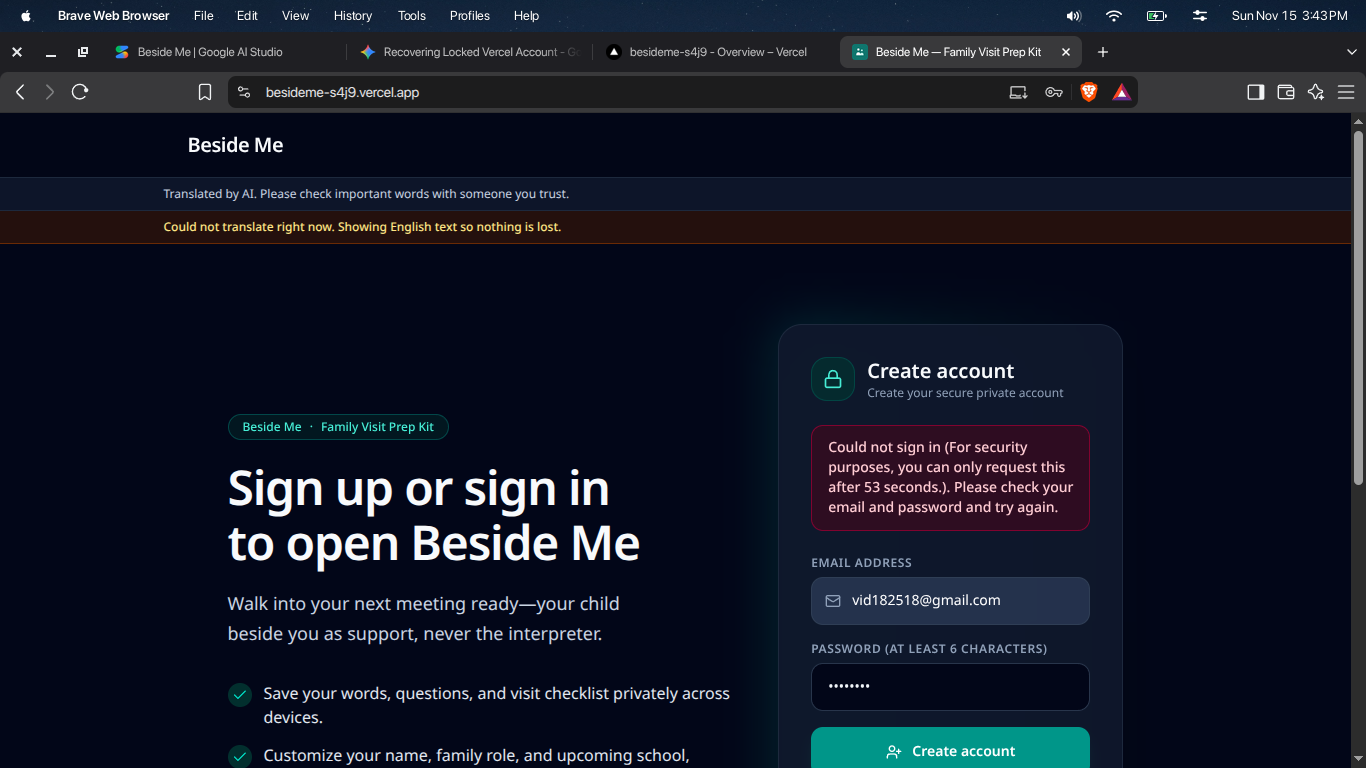 Brave Web Browser File Edit View History Tools Profiles Help Sun Nov 15 3:43 PM
Beside Me | Google AI Studio
Recovering Locked Vercel Account - Go
besideme-s4j9 - Overview – Vercel
Beside Me — Family Visit Prep Kit
besideme-s4j9.vercel.app
Beside Me
Translated by AI. Please check important words with someone you trust.
Could not translate right now. Showing English text so nothing is lost.
Beside Me · Family Visit Prep Kit
Sign up or sign in
to open Beside Me
Walk into your next meeting ready—your child
beside you as support, never the interpreter.
Save your words, questions, and visit checklist privately across
devices.
Customize your name, family role, and upcoming school,
Create account
Create your secure private account
Could not sign in (For security
purposes, you can only request this
after 53 seconds.). Please check your
email and password and try again.
EMAIL ADDRESS
vid182518@gmail.com
PASSWORD (AT LEAST 6 CHARACTERS)
••••••••
Create account